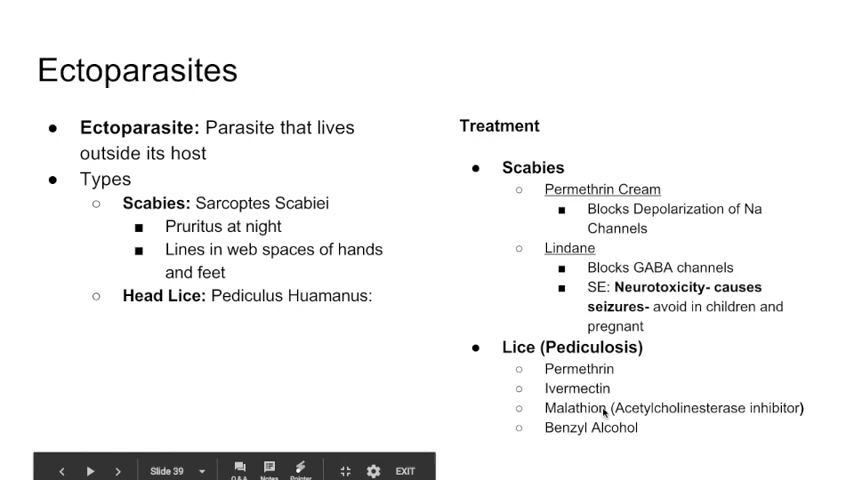 Ectoparasites
● Ectoparasite: Parasite that lives
outside its host
● Types
○ Scabies: Sarcoptes Scabiei
■ Pruritus at night
■ Lines in web spaces of hands
and feet
○ Head Lice: Pediculus Huamanus:
Treatment
● Scabies
○ Permethrin Cream
■ Blocks Depolarization of Na
Channels
○ Lindane
■ Blocks GABA channels
■ SE: Neurotoxicity- causes
seizures- avoid in children and
pregnant
● Lice (Pediculosis)
○ Permethrin
○ Ivermectin
○ Malathion (Acetylcholinesterase inhibitor)
○ Benzyl Alcohol
Slide 39 Q&A Notes Pointer EXIT